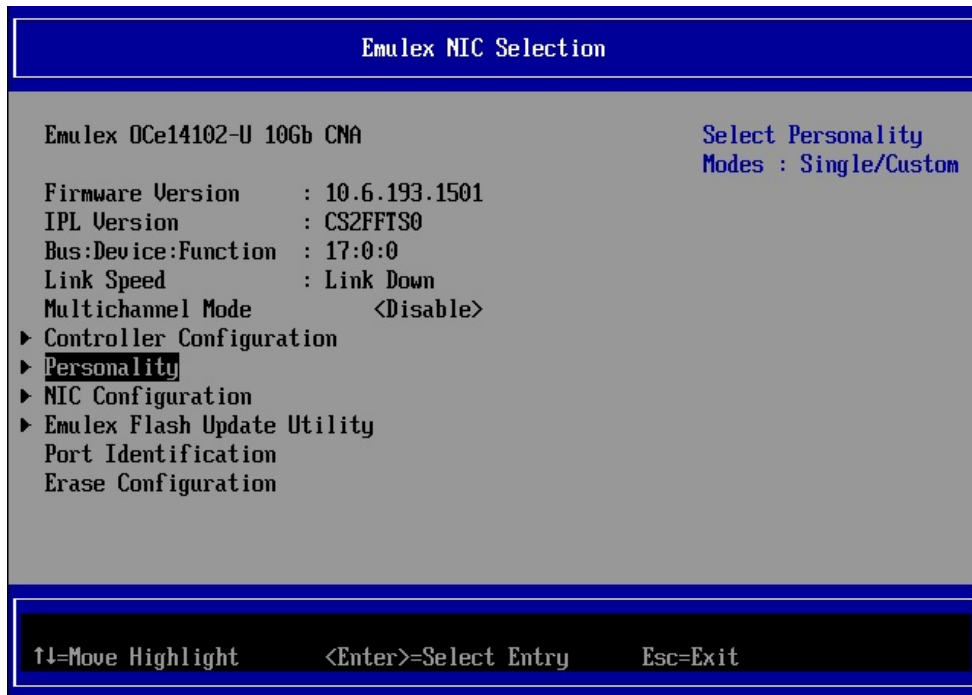 Emulex NIC Selection
Emulex OCe14102-U 10Gb CNA
Select Personality
Modes : Single/Custom
Firmware Version : 10.6.193.1501
IPL Version : CS2FFTS0
Bus:Device:Function : 17:0:0
Link Speed : Link Down
Multichannel Mode <Disable>
Controller Configuration
Personality
NIC Configuration
Emulex Flash Update Utility
Port Identification
Erase Configuration
↑↓=Move Highlight <Enter>=Select Entry Esc=Exit